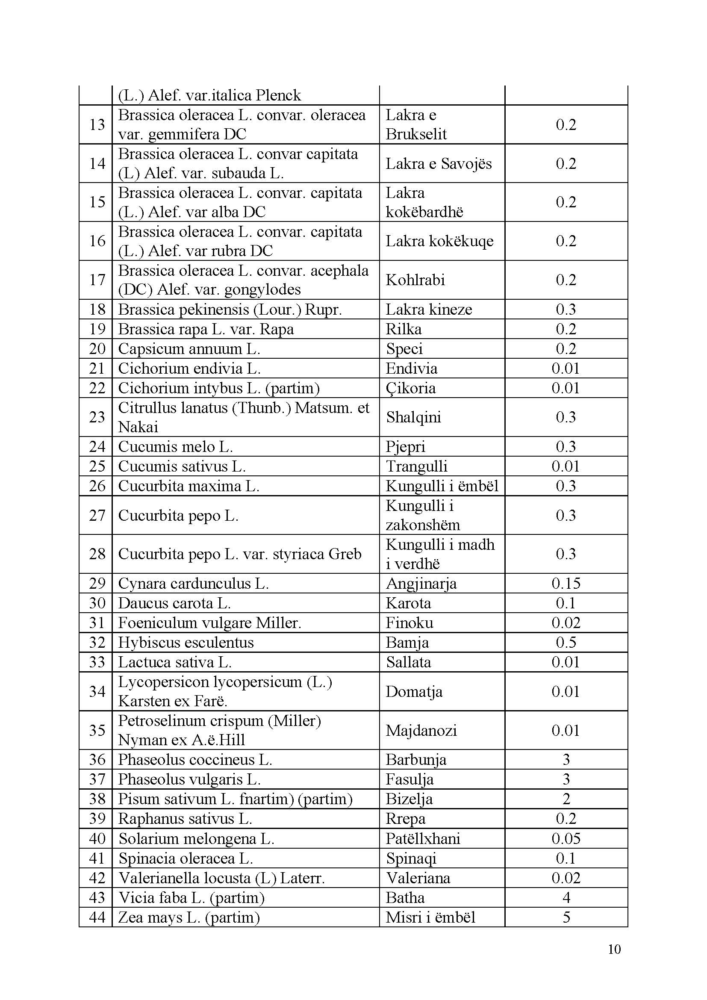 (L.) Alef. var.italica Plenck
13 Brassica oleracea L. convar. oleracea var. gemmifera DC Lakra e Brukselit 0.2
14 Brassica oleracea L. convar capitata (L) Alef. var. subauda L. Lakra e Savojës 0.2
15 Brassica oleracea L. convar. capitata (L.) Alef. var alba DC Lakra kokëbardhë 0.2
16 Brassica oleracea L. convar. capitata (L.) Alef. var rubra DC Lakra kokëkuqe 0.2
17 Brassica oleracea L. convar. acephala (DC) Alef. var. gongylodes Kohlrabi 0.2
18 Brassica pekinensis (Lour.) Rupr. Lakra kineze 0.3
19 Brassica rapa L. var. Rapa Rilka 0.2
20 Capsicum annuum L. Speci 0.2
21 Cichorium endivia L. Endivia 0.01
22 Cichorium intybus L. (partim) Çikoria 0.01
23 Citrullus lanatus (Thunb.) Matsum. et Nakai Shalqini 0.3
24 Cucumis melo L. Pjepri 0.3
25 Cucumis sativus L. Trangulli 0.01
26 Cucurbita maxima L. Kungulli i ëmbël 0.3
27 Cucurbita pepo L. Kungulli i zakonshëm 0.3
28 Cucurbita pepo L. var. styriaca Greb Kungulli i madh i verdhë 0.3
29 Cynara cardunculus L. Angjinarja 0.15
30 Daucus carota L. Karota 0.1
31 Foeniculum vulgare Miller. Finoku 0.02
32 Hybiscus esculentus Bamja 0.5
33 Lactuca sativa L. Sallata 0.01
34 Lycopersicon lycopersicum (L.) Karsten ex Farë. Domatja 0.01
35 Petroselinum crispum (Miller) Nyman ex A.ë.Hill Majdanozi 0.01
36 Phaseolus coccineus L. Barbunja 3
37 Phaseolus vulgaris L. Fasulja 3
38 Pisum sativum L. fnartim) (partim) Bizelja 2
39 Raphanus sativus L. Rrepa 0.2
40 Solarium melongena L. Patëllxhani 0.05
41 Spinacia oleracea L. Spinaqi 0.1
42 Valerianella locusta (L) Laterr. Valeriana 0.02
43 Vicia faba L. (partim) Batha 4
44 Zea mays L. (partim) Misri i ëmbël 5
10